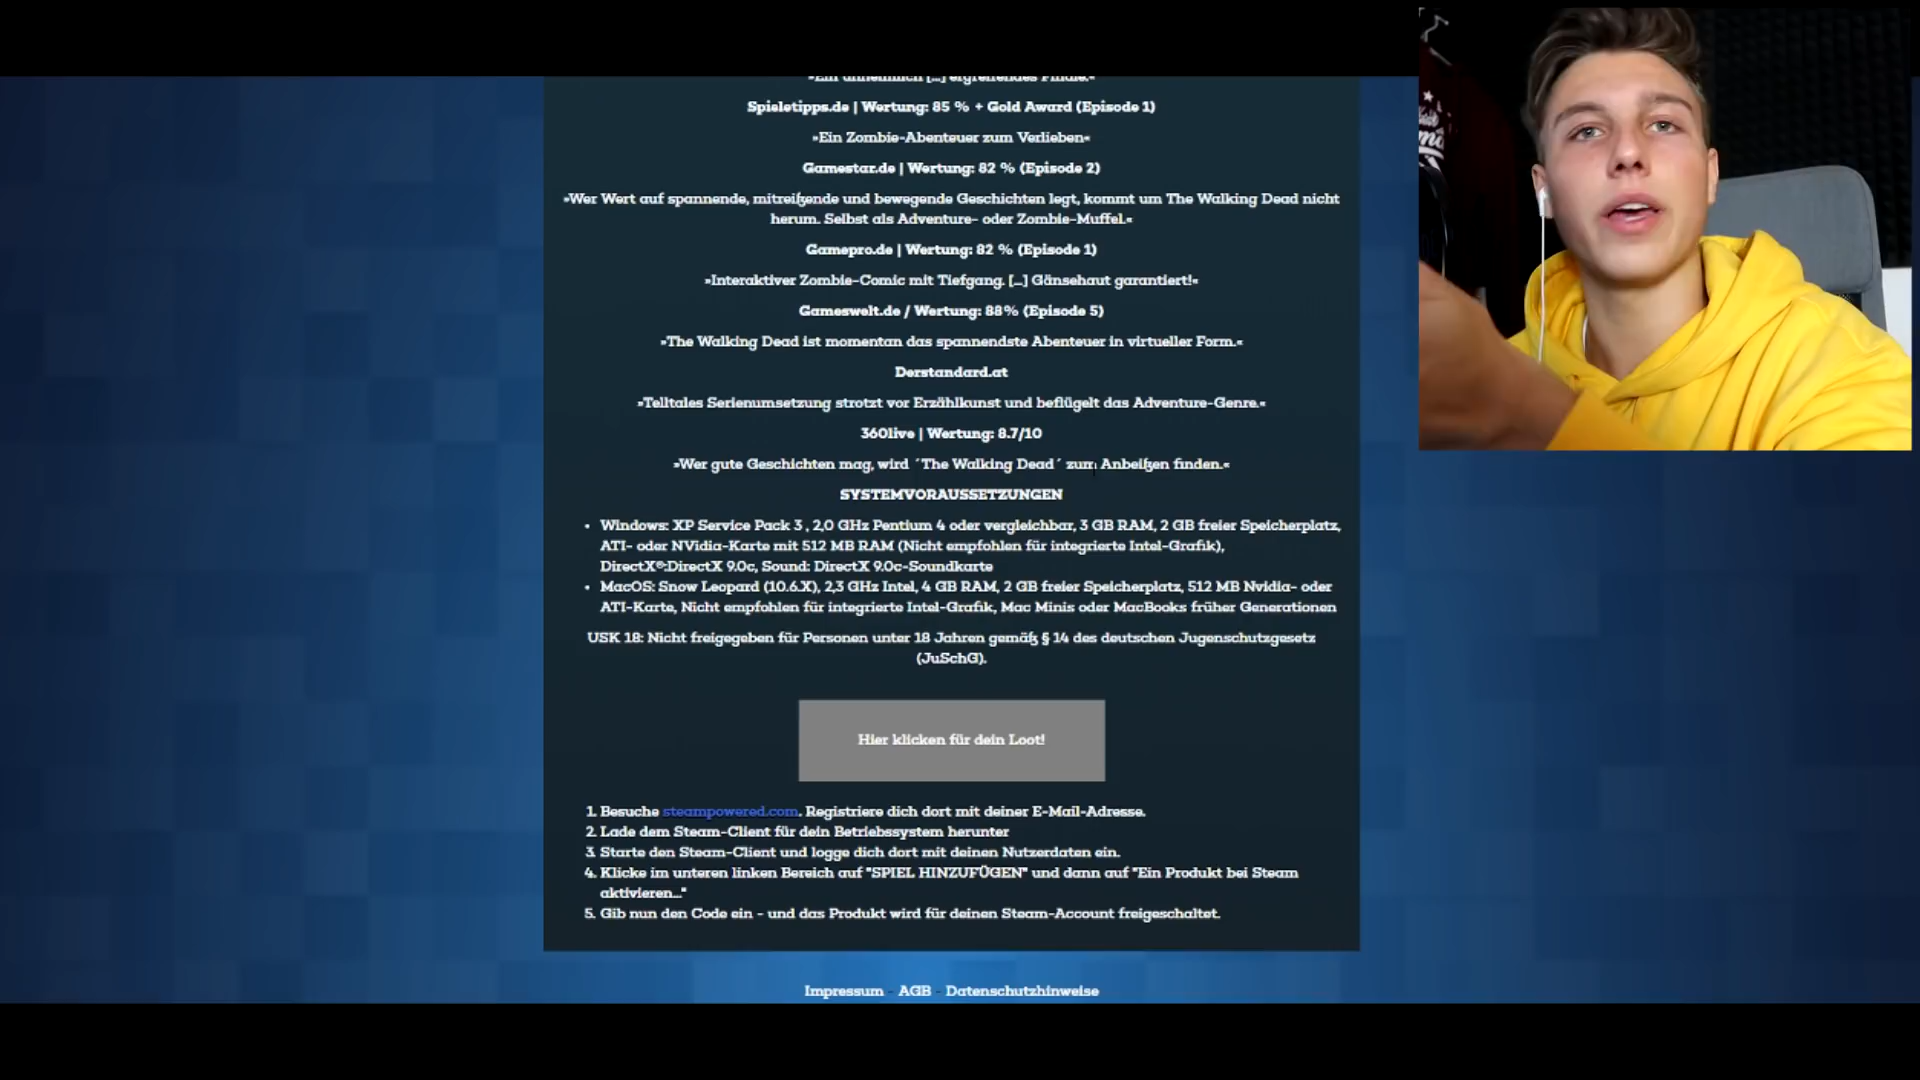 »Ein unheimlich [...] ergreifendes Finale.«
Spieletipps.de | Wertung: 85 % + Gold Award (Episode 1)
»Ein Zombie-Abenteuer zum Verlieben«
Gamestar.de | Wertung: 82 % (Episode 2)
»Wer Wert auf spannende, mitreißende und bewegende Geschichten legt, kommt um The Walking Dead nicht
herum. Selbst als Adventure- oder Zombie-Muffel.«
Gamepro.de | Wertung: 82 % (Episode 1)
»Interaktiver Zombie-Comic mit Tiefgang. [...] Gänsehaut garantiert!«
Gameswelt.de / Wertung: 88% (Episode 5)
»The Walking Dead ist momentan das spannendste Abenteuer in virtueller Form.«
Derstandard.at
»Telltales Serienumsetzung strotzt vor Erzählkunst und beflügelt das Adventure-Genre.«
360live | Wertung: 8.7/10
»Wer gute Geschichten mag, wird ´The Walking Dead´ zum Anbeißen finden.«
SYSTEMVORAUSSETZUNGEN
• Windows: XP Service Pack 3 , 2,0 GHz Pentium 4 oder vergleichbar, 3 GB RAM, 2 GB freier Speicherplatz,
ATI- oder NVidia-Karte mit 512 MB RAM (Nicht empfohlen für integrierte Intel-Grafik),
DirectX®:DirectX 9.0c, Sound: DirectX 9.0c-Soundkarte
• MacOS: Snow Leopard (10.6.X), 2,3 GHz Intel, 4 GB RAM, 2 GB freier Speicherplatz, 512 MB Nvidia- oder
ATI-Karte, Nicht empfohlen für integrierte Intel-Grafik, Mac Minis oder MacBooks früher Generationen
USK 18: Nicht freigegeben für Personen unter 18 Jahren gemäß § 14 des deutschen Jugenschutzgesetz
(JuSchG).
Hier klicken für dein Loot!
1. Besuche steampowered.com. Registriere dich dort mit deiner E-Mail-Adresse.
2. Lade dem Steam-Client für dein Betriebssystem herunter
3. Starte den Steam-Client und logge dich dort mit deinen Nutzerdaten ein.
4. Klicke im unteren linken Bereich auf "SPIEL HINZUFÜGEN" und dann auf "Ein Produkt bei Steam
aktivieren..."
5. Gib nun den Code ein - und das Produkt wird für deinen Steam-Account freigeschaltet.
Impressum - AGB - Datenschutzhinweise